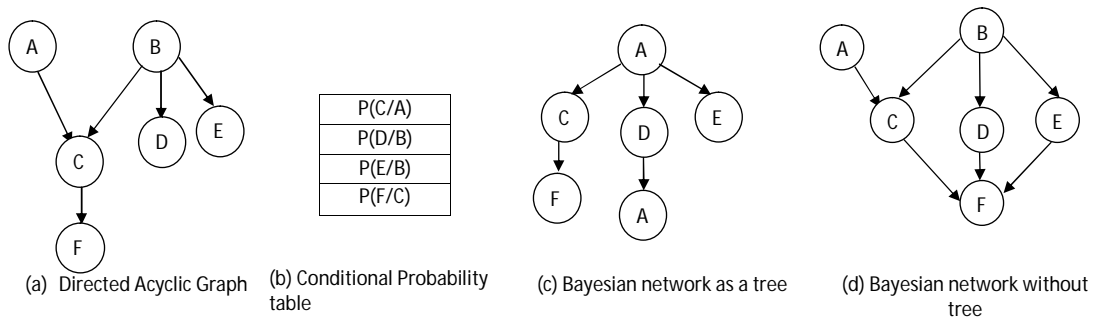 A
B
C
D
E
F
P(C/A)
P(D/B)
P(E/B)
P(F/C)
A
C
D
E
F
A
A
B
C
D
E
F
(a) Directed Acyclic Graph
(b) Conditional Probability
table
(c) Bayesian network as a tree
(d) Bayesian network without
tree